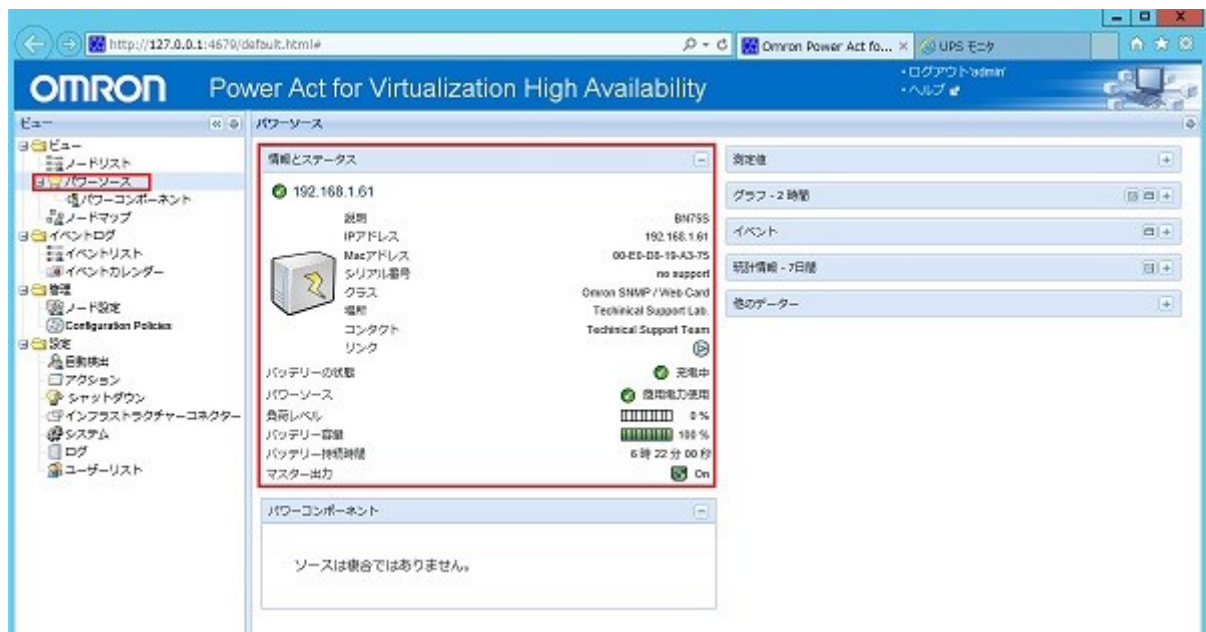 http://127.0.0.1:4679/default.html#
Omron Power Act fo...
UPS モニタ
OMRON
Power Act for Virtualization High Availability
・ログアウト'admin'
・ヘルプ
ビュー
ビュー
ノードリスト
パワーソース
パワーコンポーネント
ノードマップ
イベントログ
イベントリスト
イベントカレンダー
管理
ノード設定
Configuration Policies
設定
自動検出
アクション
シャットダウン
インフラストラクチャーコネクター
システム
ログ
ユーザーリスト
パワーソース
情報とステータス
192.168.1.61
説明 BN75S
IPアドレス 192.168.1.61
Macアドレス 00-E0-D8-19-A3-75
シリアル番号 no support
クラス Omron SNMP / Web Card
場所 Techinical Support Lab.
コンタクト Techinical Support Team
リンク
バッテリーの状態 充電中
パワーソース 商用電力使用
負荷レベル 0 %
バッテリー容量 100 %
バッテリー持続時間 6 時 22 分 00 秒
マスター出力 On
パワーコンポーネント
ソースは複合ではありません。
測定値
グラフ - 2 時間
イベント
統計情報 - 7日間
他のデーター